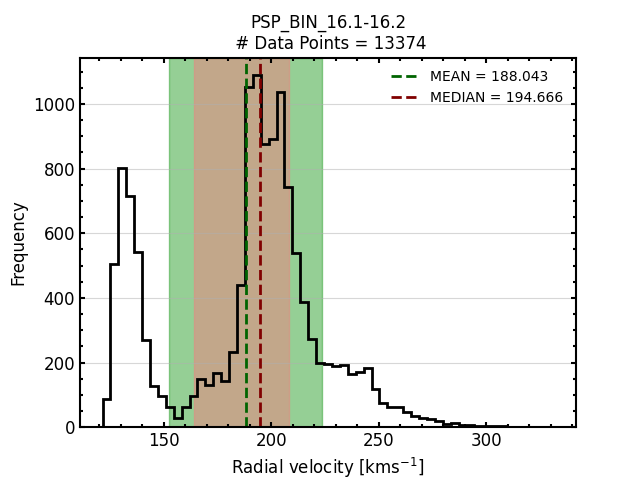 PSP_BIN_16.1-16.2
# Data Points = 13374
MEAN = 188.043
MEDIAN = 194.666
Frequency
1000
800
600
400
200
0
150 200 250 300
Radial velocity [kms⁻¹]